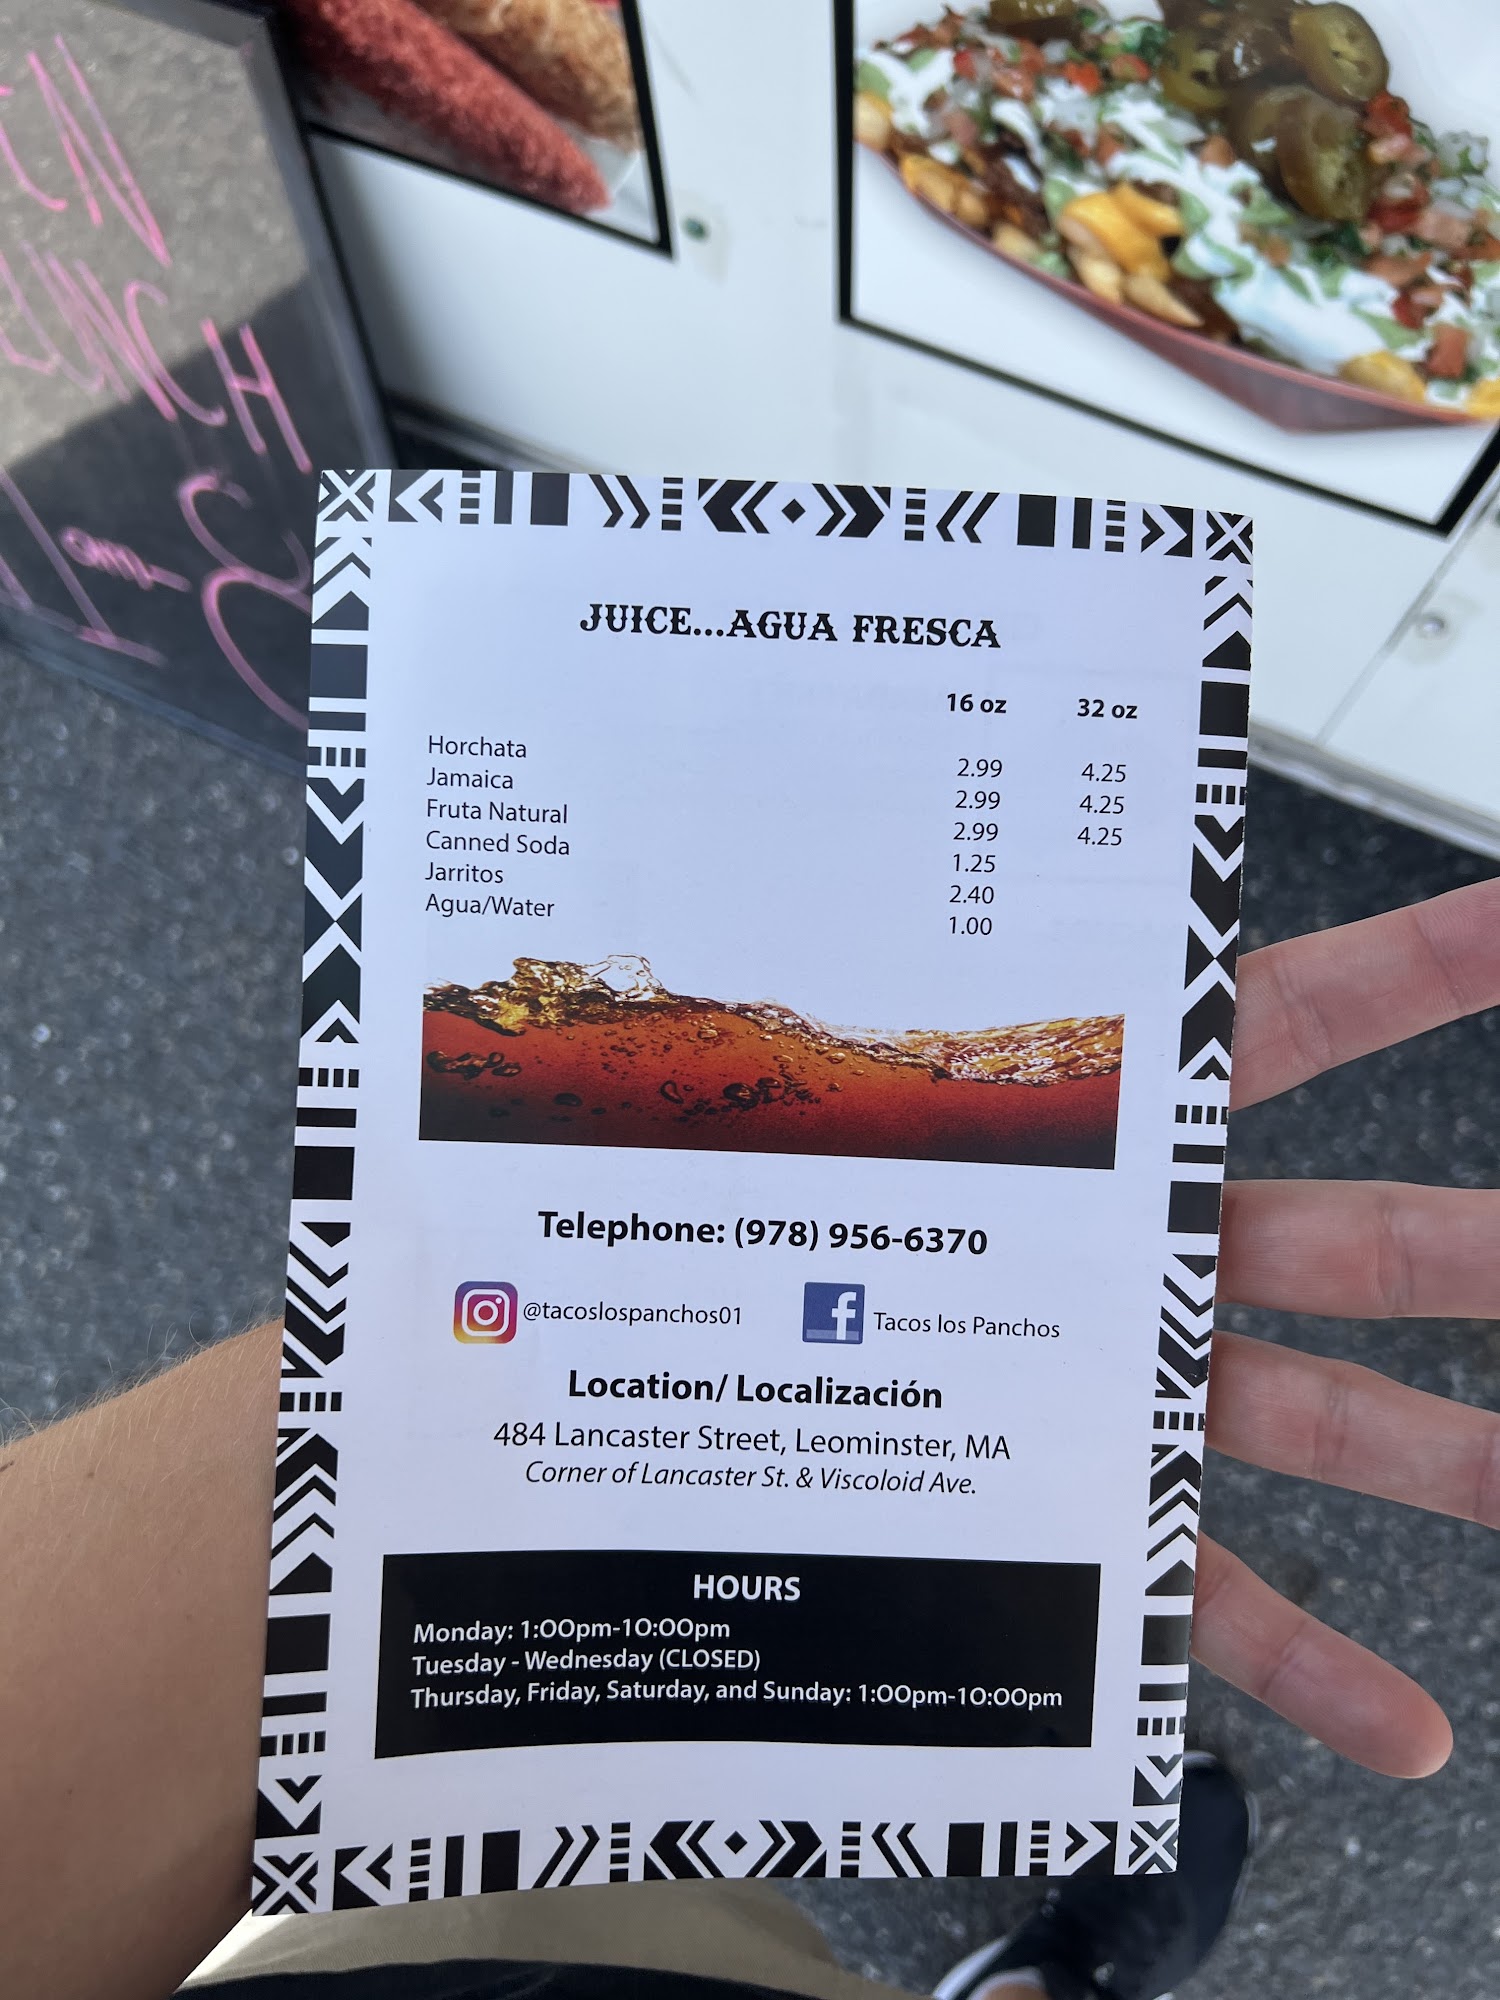 LUNCH
JUICE...AGUA FRESCA
16 oz 32 oz
Horchata 2.99 4.25
Jamaica 2.99 4.25
Fruta Natural 2.99 4.25
Canned Soda 1.25
Jarritos 2.40
Agua/Water 1.00
Telephone: (978) 956-6370
@tacoslospanchos01 Tacos los Panchos
Location/ Localización
484 Lancaster Street, Leominster, MA
Corner of Lancaster St. & Viscoloid Ave.
HOURS
Monday: 1:00pm-10:00pm
Tuesday - Wednesday (CLOSED)
Thursday, Friday, Saturday, and Sunday: 1:00pm-10:00pm